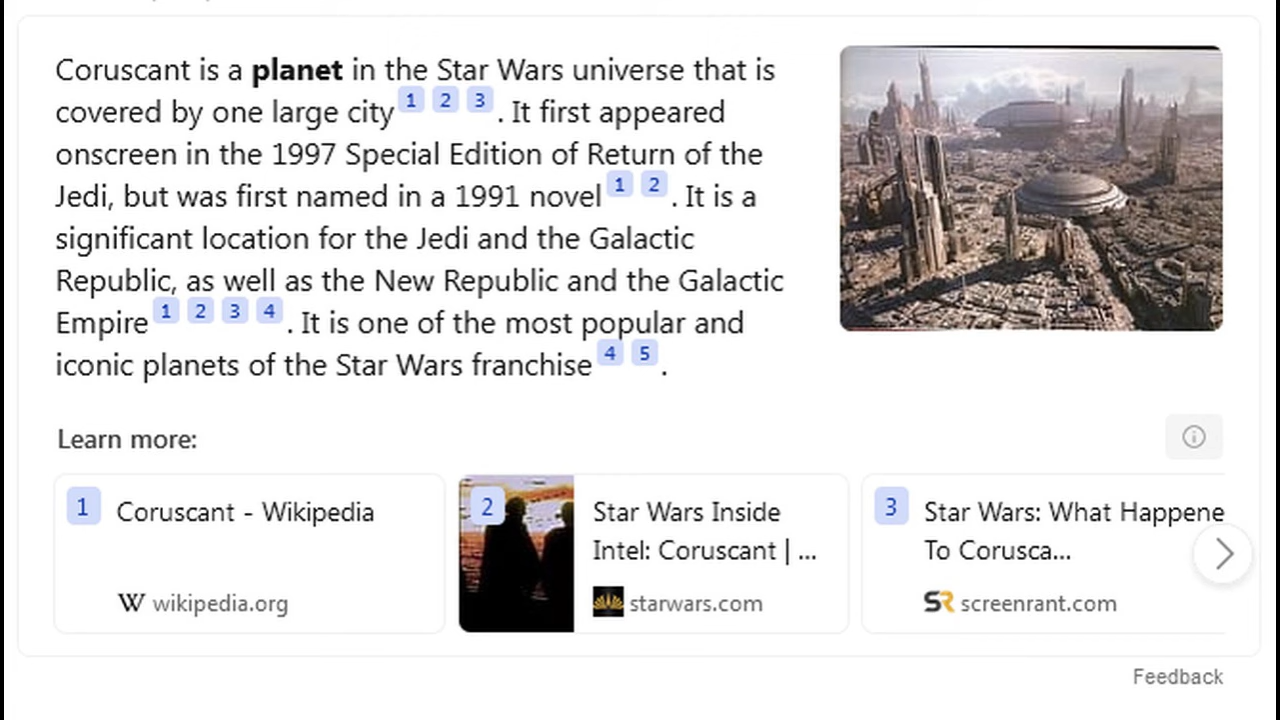 Coruscant is a planet in the Star Wars universe that is
covered by one large city 1 2 3 . It first appeared
onscreen in the 1997 Special Edition of Return of the
Jedi, but was first named in a 1991 novel 1 2 . It is a
significant location for the Jedi and the Galactic
Republic, as well as the New Republic and the Galactic
Empire 1 2 3 4 . It is one of the most popular and
iconic planets of the Star Wars franchise 4 5 .
Learn more:
1 Coruscant - Wikipedia
W wikipedia.org
2 Star Wars Inside
Intel: Coruscant | ...
starwars.com
3 Star Wars: What Happene
To Corusca...
SR screenrant.com
Feedback